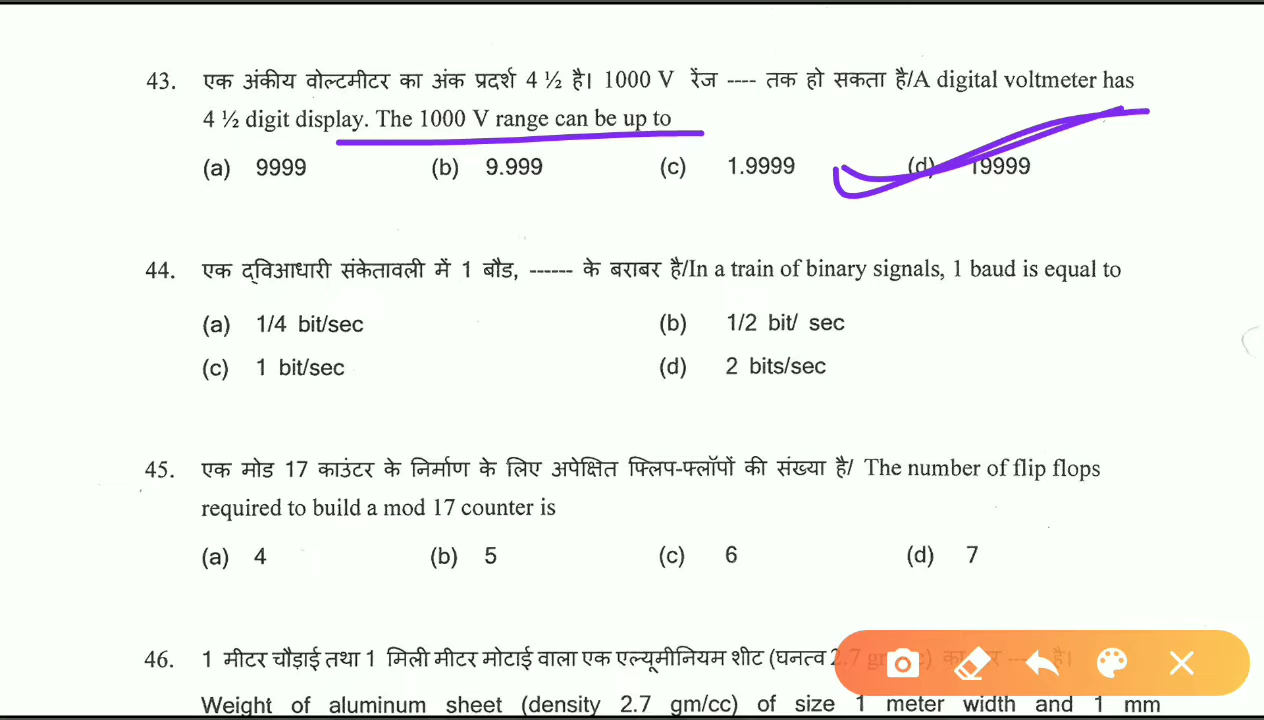 43. एक अंकीय वोल्टमीटर का अंक प्रदर्श 4 ½ है। 1000 V रेंज ---- तक हो सकता है/A digital voltmeter has
4 ½ digit display. The 1000 V range can be up to
(a) 9999 (b) 9.999 (c) 1.9999 (d) 19999
44. एक द्विआधारी संकेतावली में 1 बौड, ------ के बराबर है/In a train of binary signals, 1 baud is equal to
(a) 1/4 bit/sec (b) 1/2 bit/ sec
(c) 1 bit/sec (d) 2 bits/sec
45. एक मोड 17 काउंटर के निर्माण के लिए अपेक्षित फ्लिप-फ्लॉपों की संख्या है/ The number of flip flops
required to build a mod 17 counter is
(a) 4 (b) 5 (c) 6 (d) 7
46. 1 मीटर चौड़ाई तथा 1 मिली मीटर मोटाई वाला एक एल्यूमीनियम शीट (घनत्व 2.7 है।
Weight of aluminum sheet (density 2.7 gm/cc) of size 1 meter width and 1 mm